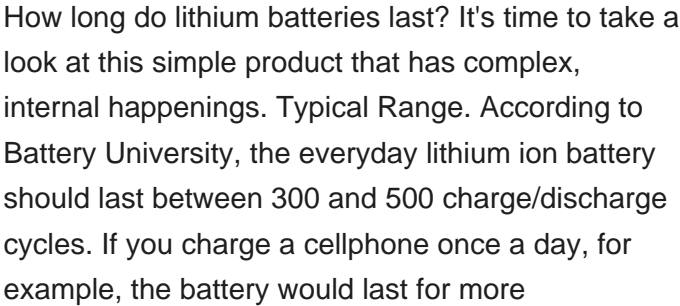 How long do lithium batteries last? It's time to take a
look at this simple product that has complex,
internal happenings. Typical Range. According to
Battery University, the everyday lithium ion battery
should last between 300 and 500 charge/discharge
cycles. If you charge a cellphone once a day, for
example, the battery would last for more